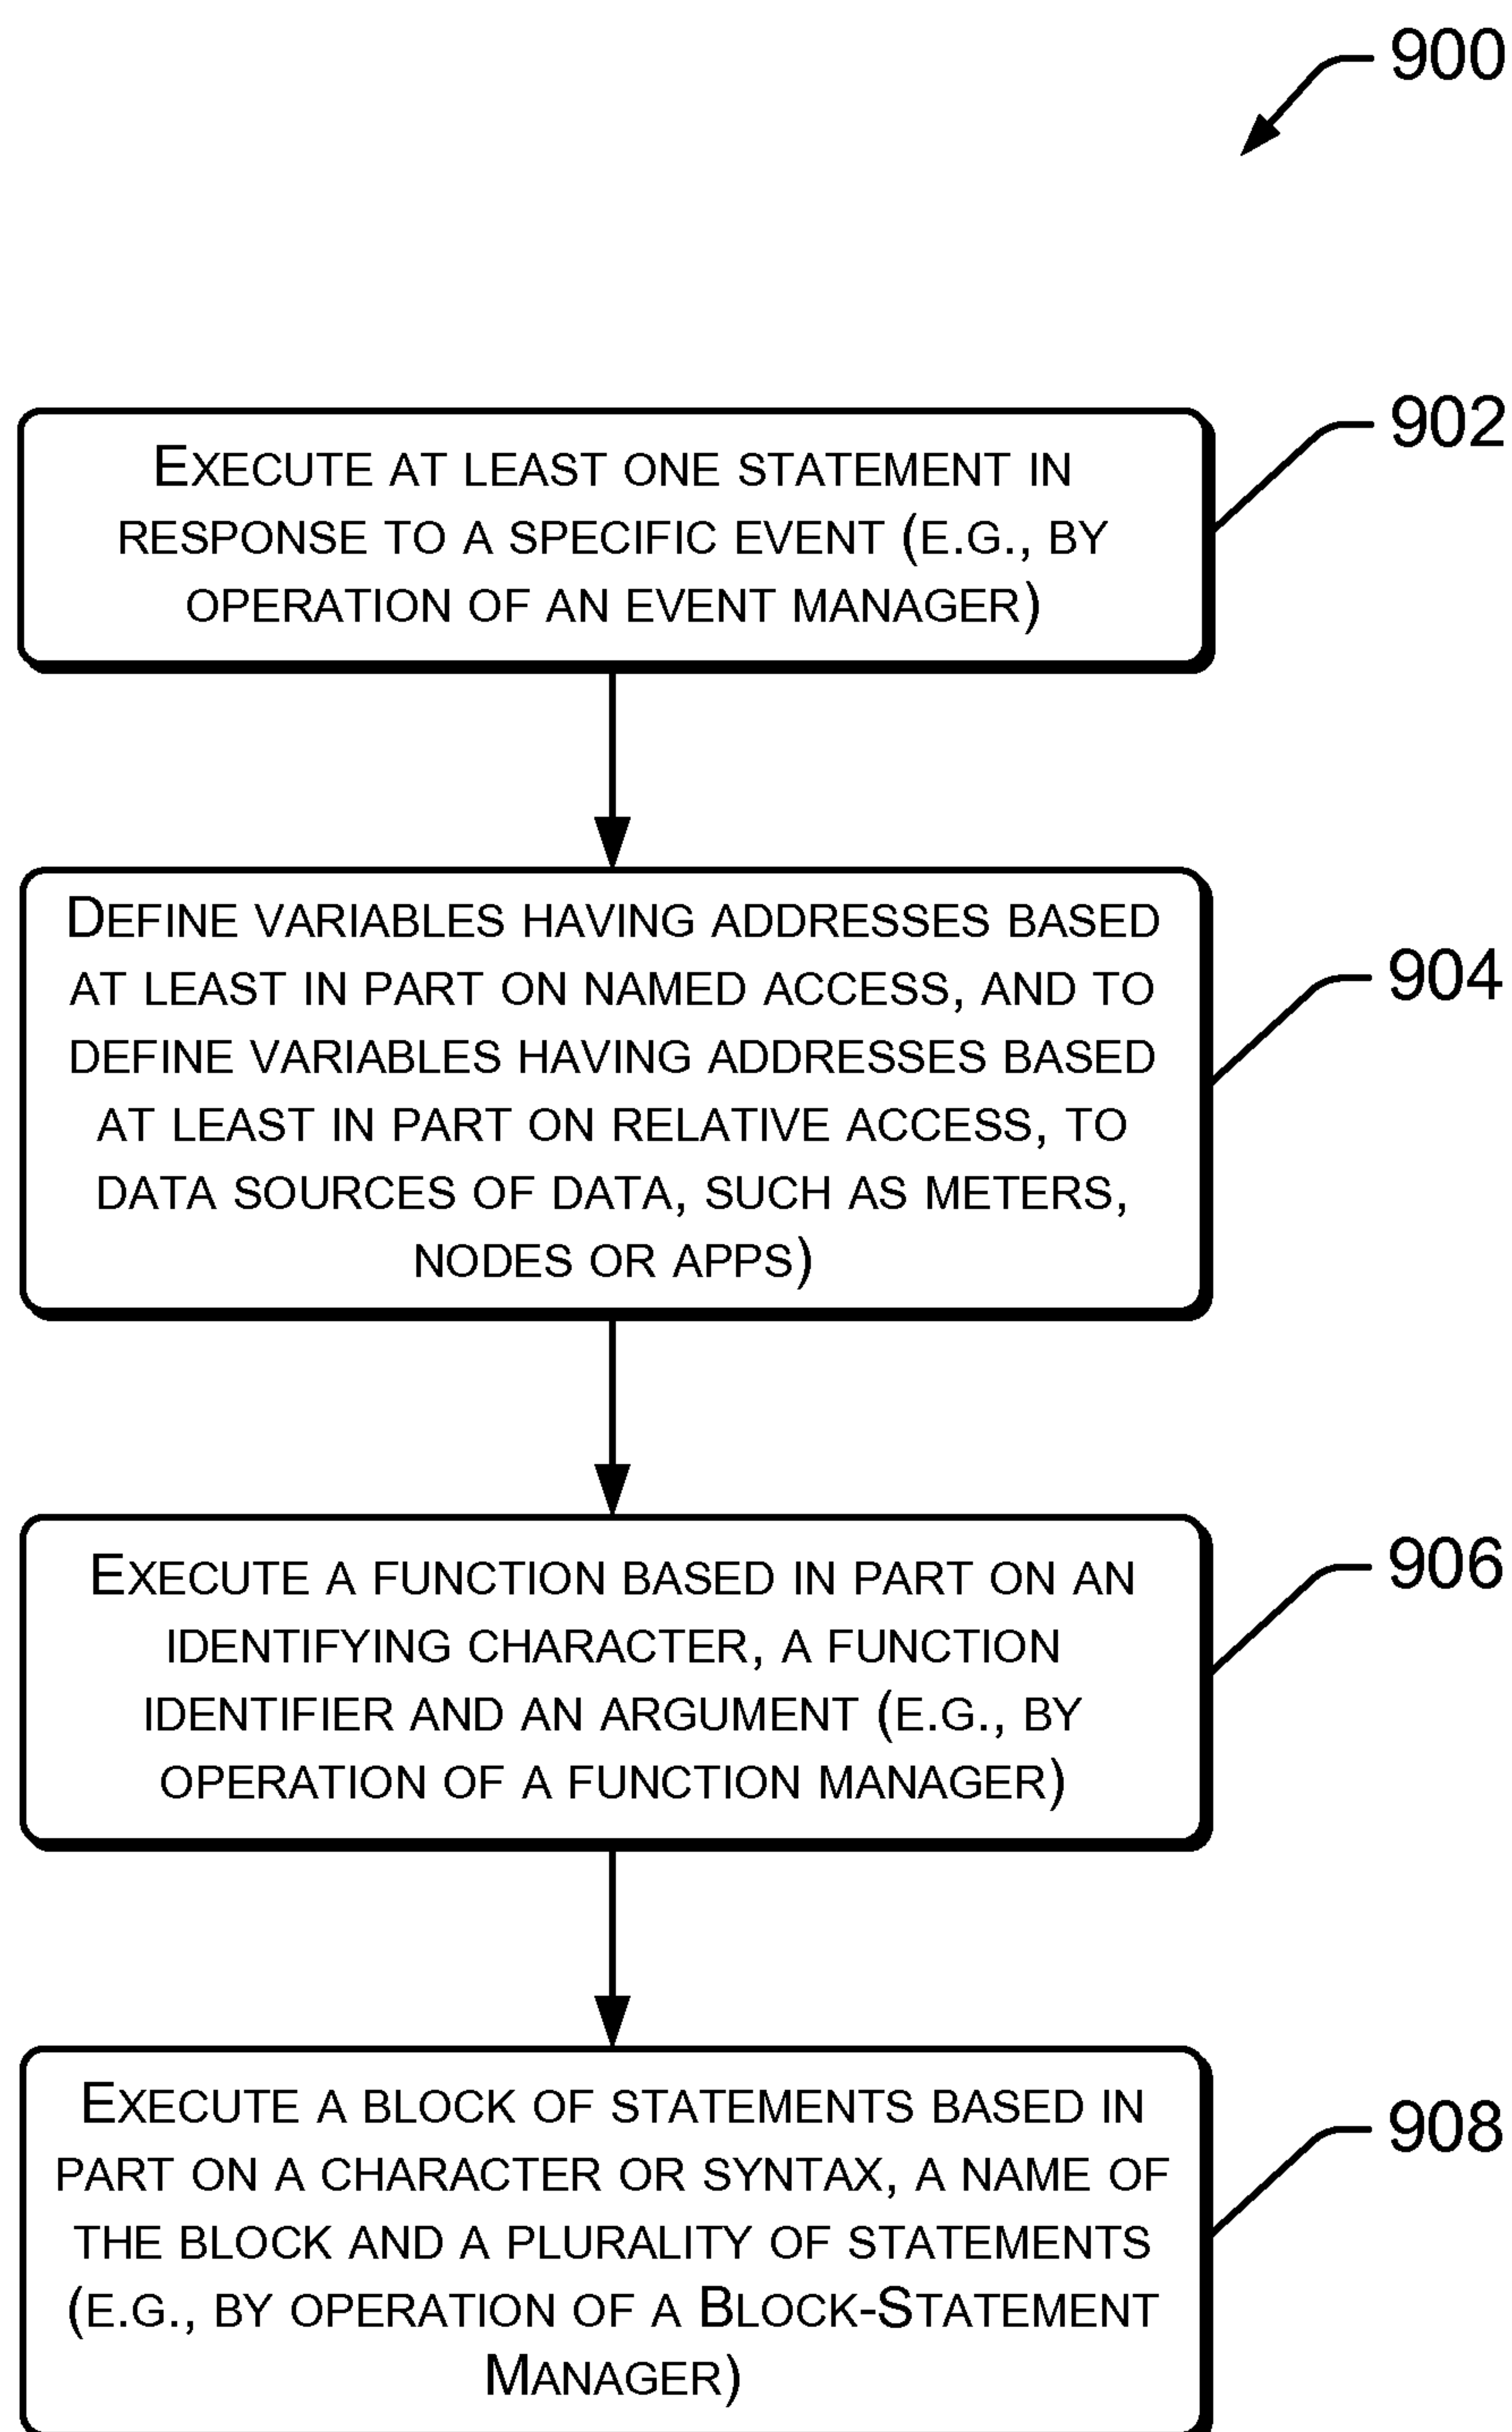 900
902
EXECUTE AT LEAST ONE STATEMENT IN
RESPONSE TO A SPECIFIC EVENT (E.G., BY
OPERATION OF AN EVENT MANAGER)
904
DEFINE VARIABLES HAVING ADDRESSES BASED
AT LEAST IN PART ON NAMED ACCESS, AND TO
DEFINE VARIABLES HAVING ADDRESSES BASED
AT LEAST IN PART ON RELATIVE ACCESS, TO
DATA SOURCES OF DATA, SUCH AS METERS,
NODES OR APPS)
906
EXECUTE A FUNCTION BASED IN PART ON AN
IDENTIFYING CHARACTER, A FUNCTION
IDENTIFIER AND AN ARGUMENT (E.G., BY
OPERATION OF A FUNCTION MANAGER)
908
EXECUTE A BLOCK OF STATEMENTS BASED IN
PART ON A CHARACTER OR SYNTAX, A NAME OF
THE BLOCK AND A PLURALITY OF STATEMENTS
(E.G., BY OPERATION OF A BLOCK-STATEMENT
MANAGER)